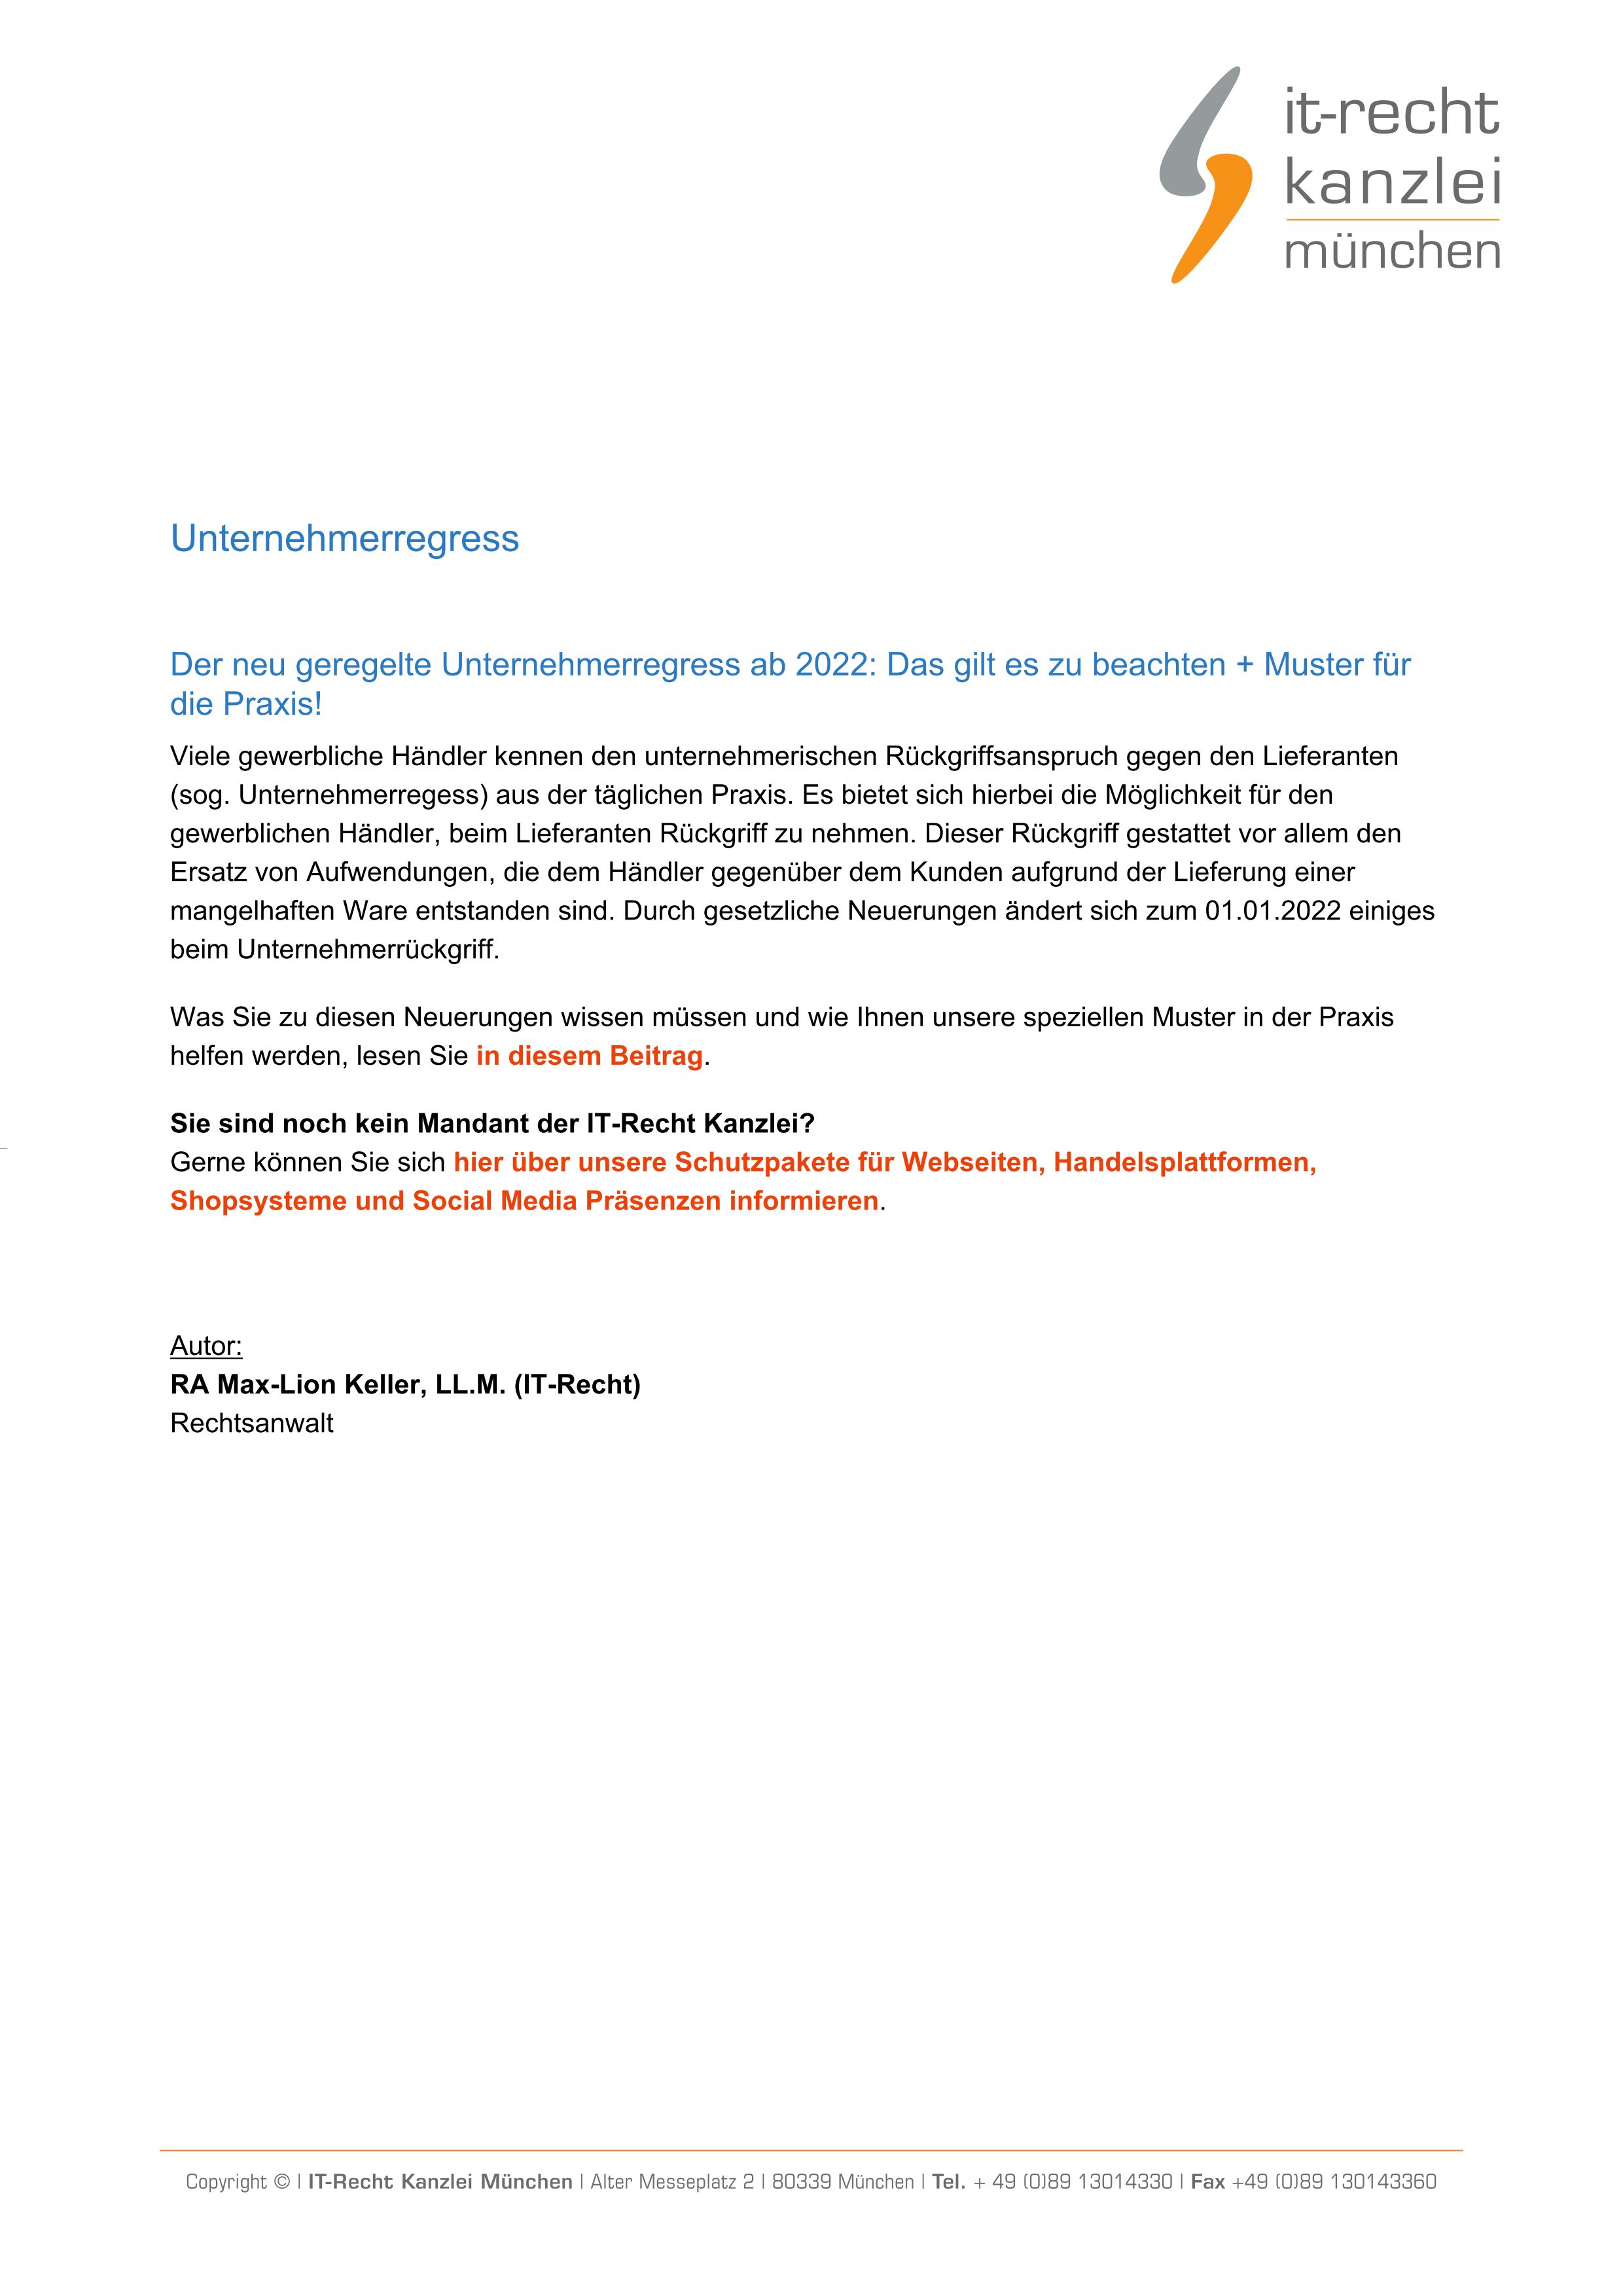 it-recht
kanzlei
münchen
Unternehmerregress
Der neu geregelte Unternehmerregress ab 2022: Das gilt es zu beachten + Muster für
die Praxis!
Viele gewerbliche Händler kennen den unternehmerischen Rückgriffsanspruch gegen den Lieferanten
(sog. Unternehmerregess) aus der täglichen Praxis. Es bietet sich hierbei die Möglichkeit für den
gewerblichen Händler, beim Lieferanten Rückgriff zu nehmen. Dieser Rückgriff gestattet vor allem den
Ersatz von Aufwendungen, die dem Händler gegenüber dem Kunden aufgrund der Lieferung einer
mangelhaften Ware entstanden sind. Durch gesetzliche Neuerungen ändert sich zum 01.01.2022 einiges
beim Unternehmerrückgriff.
Was Sie zu diesen Neuerungen wissen müssen und wie Ihnen unsere speziellen Muster in der Praxis
helfen werden, lesen Sie in diesem Beitrag.
Sie sind noch kein Mandant der IT-Recht Kanzlei?
Gerne können Sie sich hier über unsere Schutzpakete für Webseiten, Handelsplattformen,
Shopsysteme und Social Media Präsenzen informieren.
Autor:
RA Max-Lion Keller, LL.M. (IT-Recht)
Rechtsanwalt
Copyright © | IT-Recht Kanzlei München | Alter Messeplatz 2 | 80339 München | Tel. + 49 (0)89 13014330 | Fax +49 (0)89 130143360